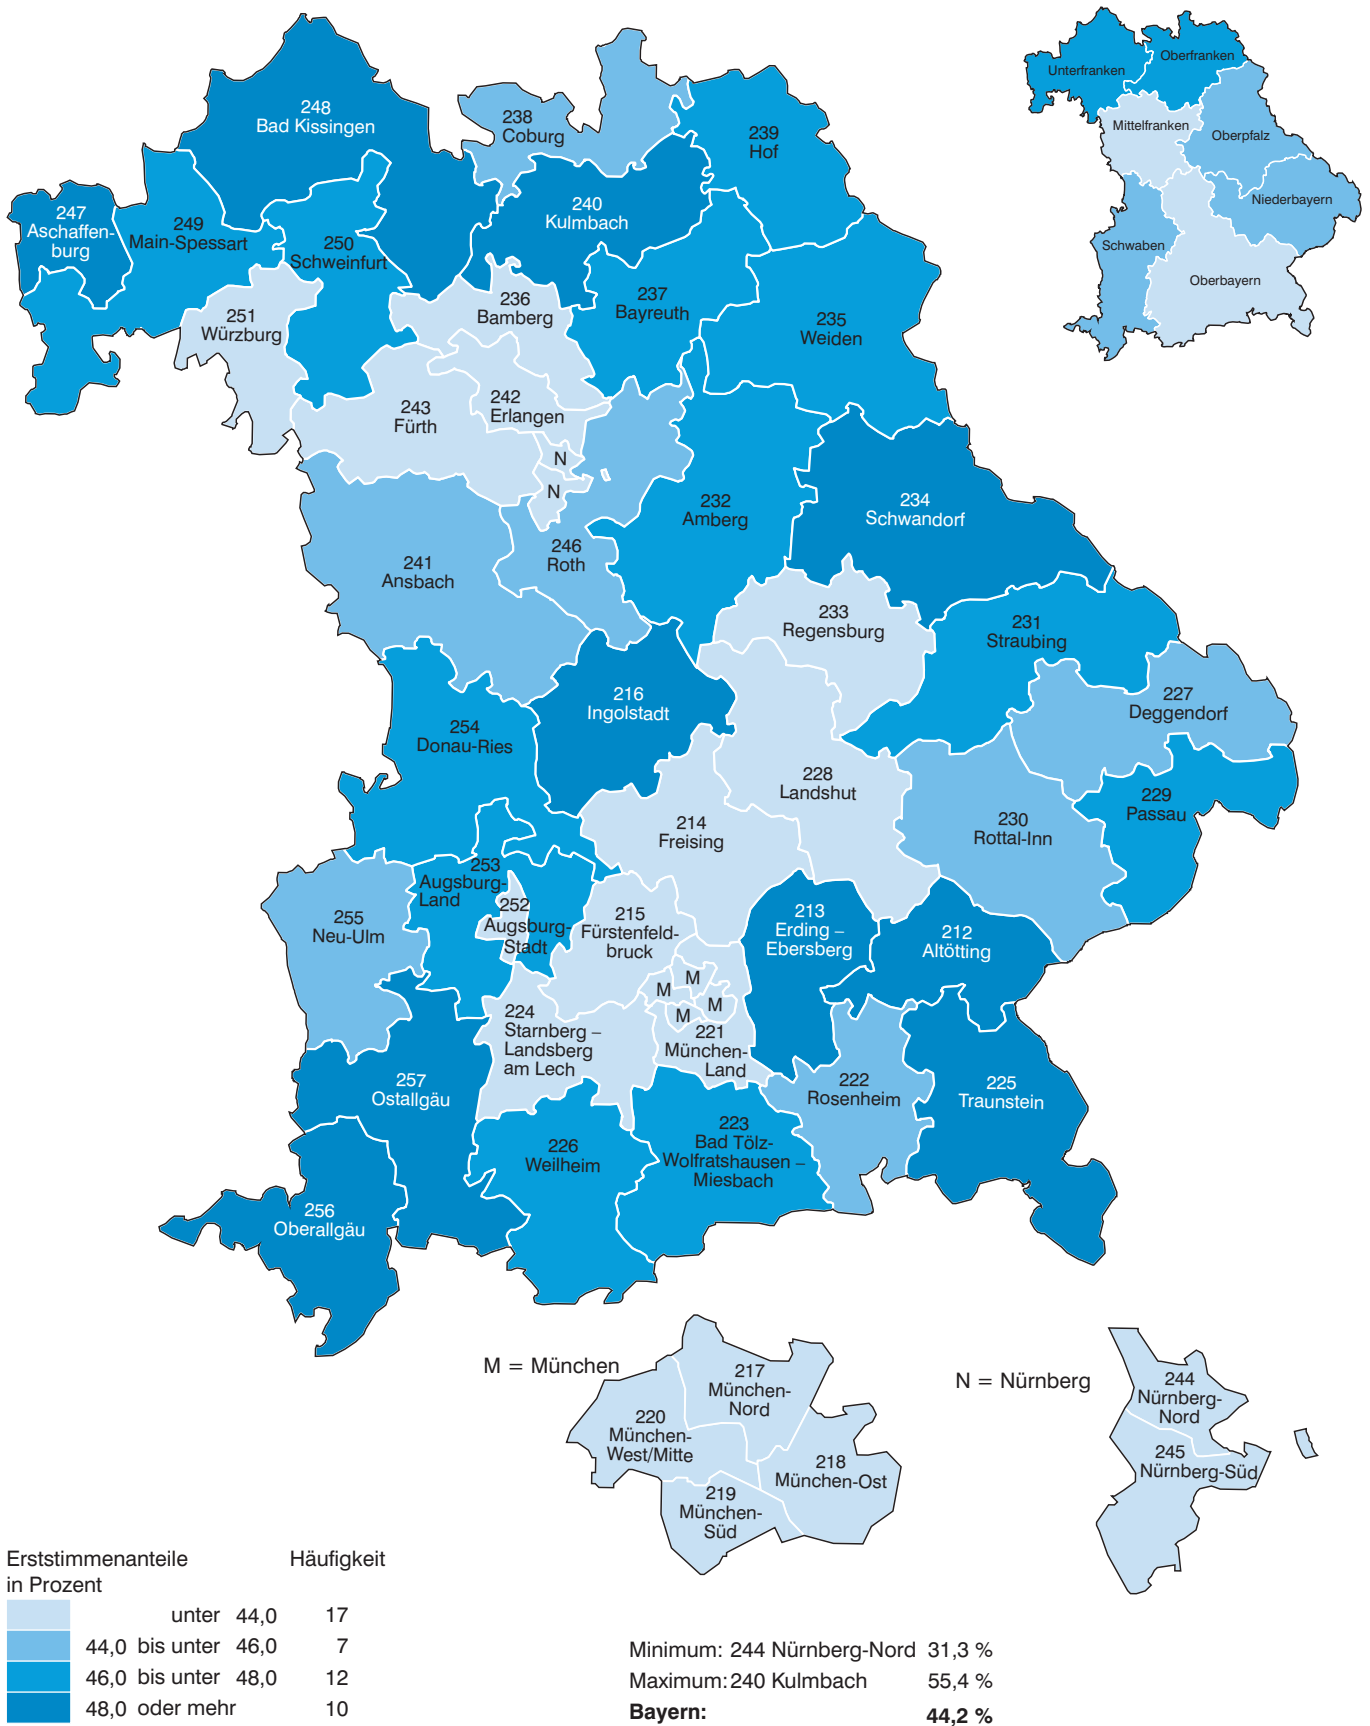 248
Bad Kissingen
238
Coburg
239
Hof
240
Kulmbach
247
Aschaffen-
burg
249
Main-Spessart
250
Schweinfurt
251
Würzburg
236
Bamberg
237
Bayreuth
235
Weiden
243
Fürth
242
Erlangen
N
N
232
Amberg
234
Schwandorf
241
Ansbach
246
Roth
233
Regensburg
231
Straubing
216
Ingolstadt
227
Deggendorf
254
Donau-Ries
228
Landshut
229
Passau
214
Freising
230
Rottal-Inn
253
Augsburg-
Land
252
Augsburg-
Stadt
255
Neu-Ulm
215
Fürstenfeld-
bruck
213
Erding –
Ebersberg
212
Altötting
M
M
M
M
224
Starnberg –
Landsberg
am Lech
221
München-
Land
257
Ostallgäu
222
Rosenheim
225
Traunstein
226
Weilheim
223
Bad Tölz-
Wolfratshausen –
Miesbach
256
Oberallgäu
Unterfranken
Oberfranken
Mittelfranken
Oberpfalz
Niederbayern
Schwaben
Oberbayern
M = München
217
München-
Nord
220
München-
West/Mitte
218
München-Ost
219
München-
Süd
N = Nürnberg
244
Nürnberg-
Nord
245
Nürnberg-Süd
Erststimmenanteile Häufigkeit
in Prozent
unter 44,0 17
44,0 bis unter 46,0 7
46,0 bis unter 48,0 12
48,0 oder mehr 10
Minimum: 244 Nürnberg-Nord 31,3 %
Maximum: 240 Kulmbach 55,4 %
Bayern: 44,2 %